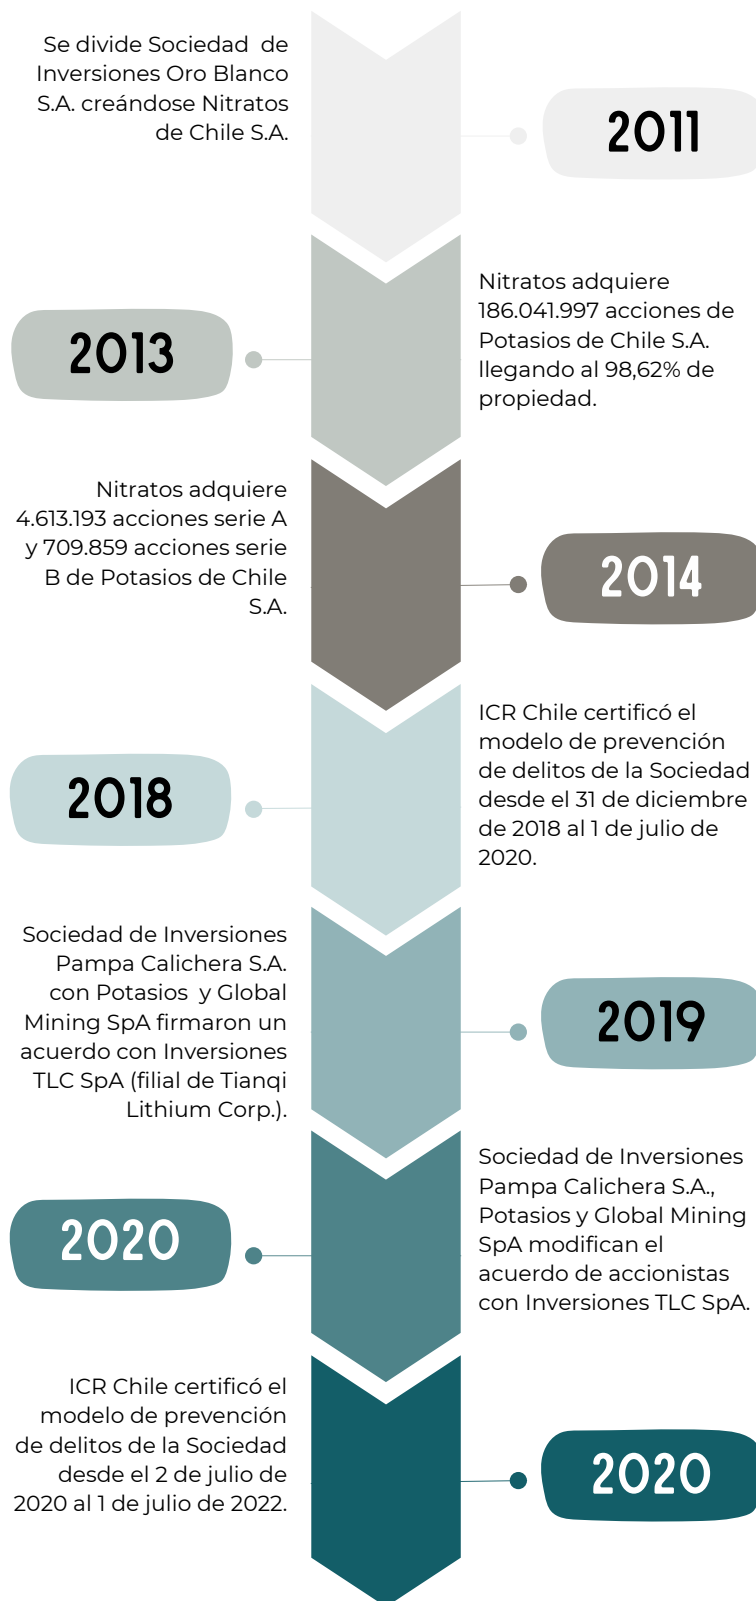 Se divide Sociedad  de
Inversiones Oro Blanco
S.A. creándose Nitratos
de Chile S.A.
2011
Nitratos adquiere
186.041.997 acciones de
Potasios de Chile S.A.
llegando al 98,62% de
propiedad.
2013
Nitratos adquiere
4.613.193 acciones serie A
y 709.859 acciones serie
B de Potasios de Chile
S.A.
2014
ICR Chile certificó el
modelo de prevención
de delitos de la Sociedad
desde el 31 de diciembre
de 2018 al 1 de julio de
2020.
2018
Sociedad de Inversiones
Pampa Calichera S.A.
con Potasios  y Global
Mining SpA firmaron un
acuerdo con Inversiones
TLC SpA (filial de Tianqi
Lithium Corp.).
2019
Sociedad de Inversiones
Pampa Calichera S.A.,
Potasios y Global Mining
SpA modifican el
acuerdo de accionistas
con Inversiones TLC SpA.
2020
ICR Chile certificó el
modelo de prevención
de delitos de la Sociedad
desde el 2 de julio de
2020 al 1 de julio de 2022.
2020